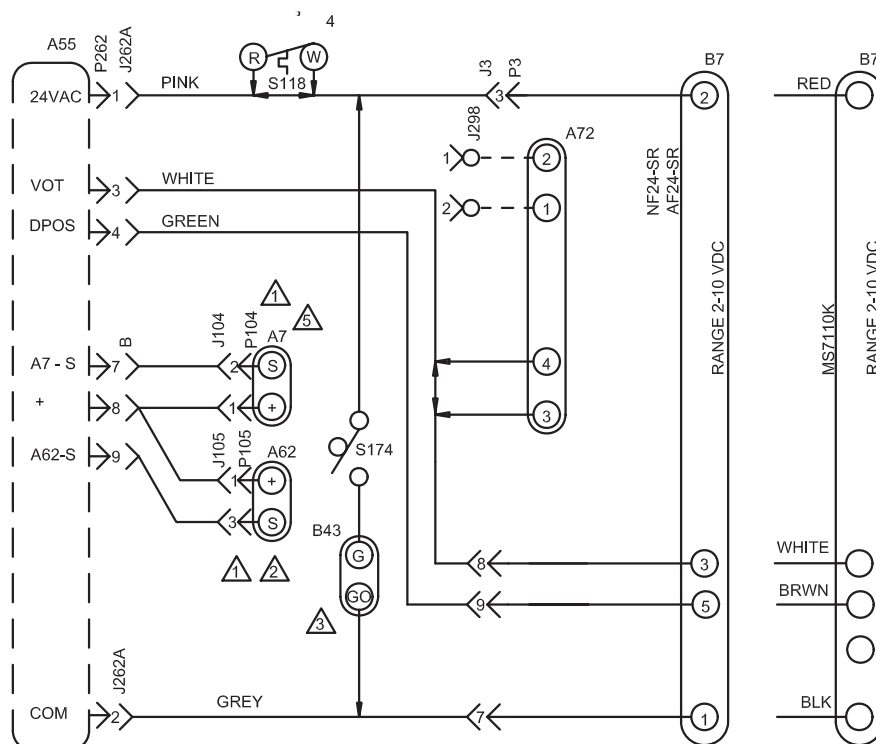 4
A55
P262
J262A
R
W
S118
24VAC
1
PINK
J3
P3
3
B7
2
RED
B7
J298
A72
1
2
2
1
NF24-SR
AF24-SR
VOT
3
WHITE
DPOS
4
GREEN
RANGE 2-10 VDC
MS7110K
RANGE 2-10 VDC
1
5
B
J104
P104
A7
A7 - S
7
2
S
4
+
8
1
+
3
J105
P105
A62
S174
A62-S
9
1
+
3
S
B43
1
2
G
8
3
WHITE
3
GO
9
5
BRWN
J262A
COM
2
GREY
7
1
BLK